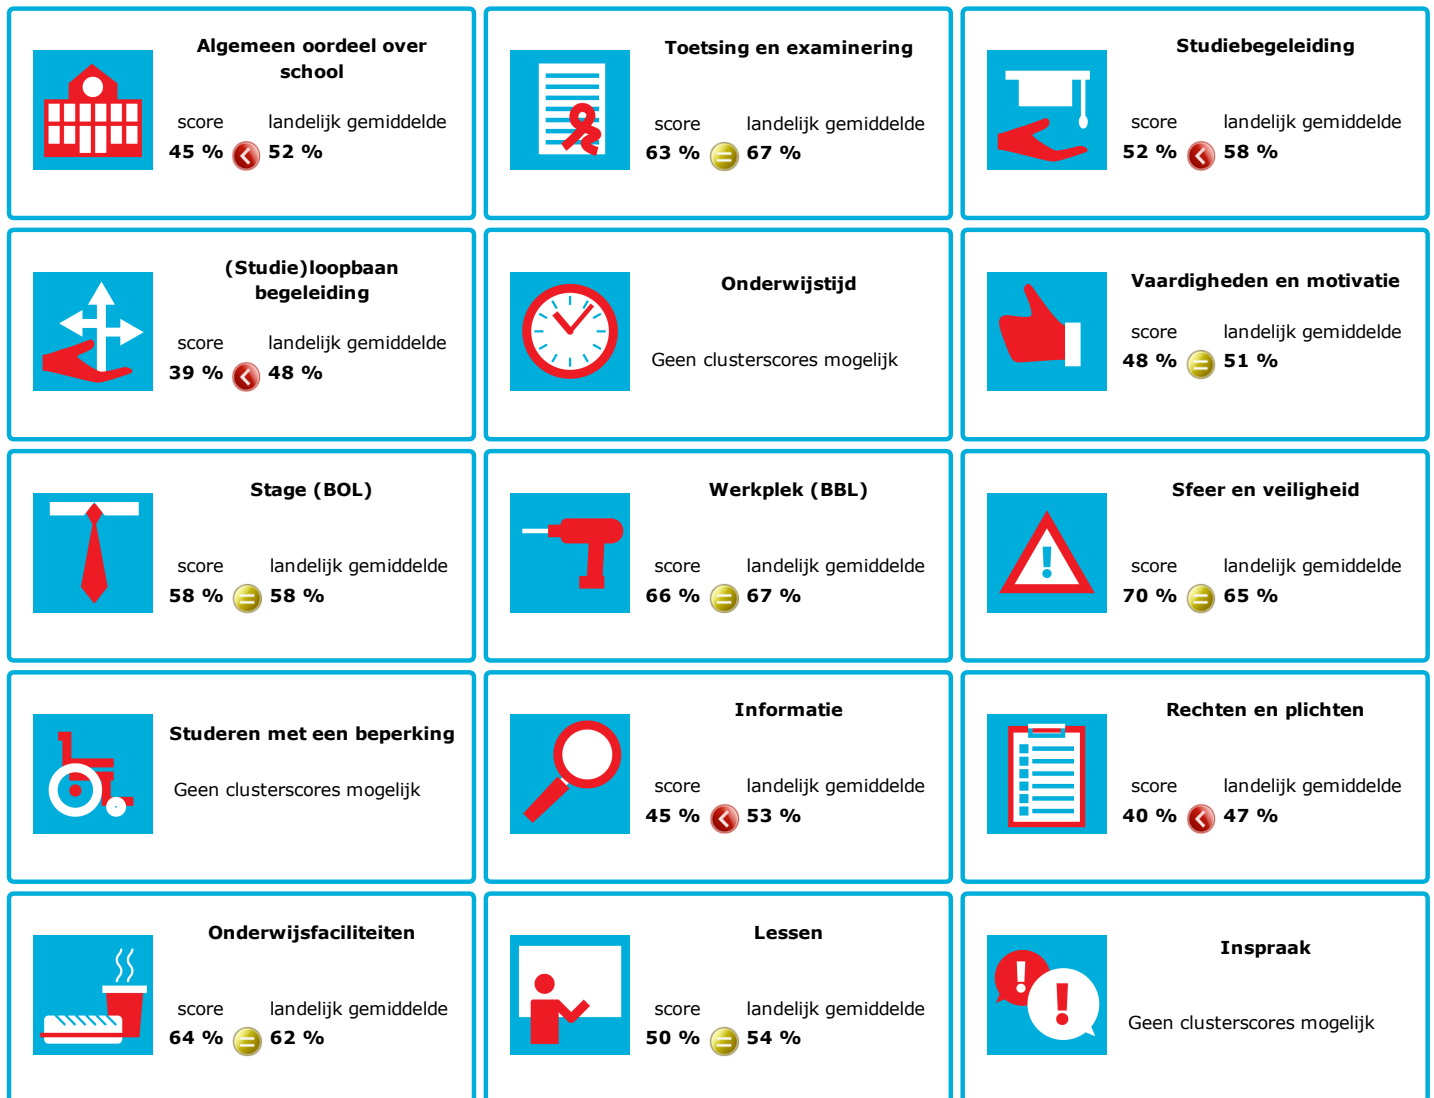 Algemeen oordeel over
school
score landelijk gemiddelde
45 % 52 %
Toetsing en examinering
score landelijk gemiddelde
63 % = 67 %
Studiebegeleiding
score landelijk gemiddelde
52 % 58 %
(Studie)loopbaan
begeleiding
score landelijk gemiddelde
39 % 48 %
Onderwijstijd
Geen clusterscores mogelijk
Vaardigheden en motivatie
score landelijk gemiddelde
48 % = 51 %
Stage (BOL)
score landelijk gemiddelde
58 % = 58 %
Werkplek (BBL)
score landelijk gemiddelde
66 % = 67 %
Sfeer en veiligheid
!
score landelijk gemiddelde
70 % = 65 %
Studeren met een beperking
Geen clusterscores mogelijk
Informatie
score landelijk gemiddelde
45 % 53 %
Rechten en plichten
score landelijk gemiddelde
40 % 47 %
Onderwijsfaciliteiten
score landelijk gemiddelde
64 % = 62 %
Lessen
score landelijk gemiddelde
50 % = 54 %
Inspraak
! !
Geen clusterscores mogelijk